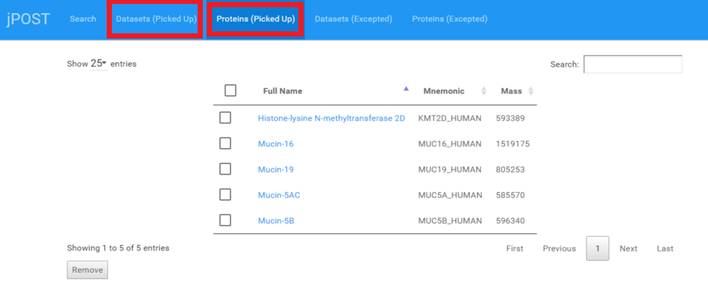 jPOST Search Datasets (Picked Up) Proteins (Picked Up) Datasets (Excepted) Proteins (Excepted)
Show 25 entries Search:
Full Name Mnemonic Mass
Histone-lysine N-methyltransferase 2D KMT2D_HUMAN 593389
Mucin-16 MUC16_HUMAN 1519175
Mucin-19 MUC19_HUMAN 805253
Mucin-5AC MUC5A_HUMAN 585570
Mucin-5B MUC5B_HUMAN 596340
Showing 1 to 5 of 5 entries First Previous 1 Next Last
Remove